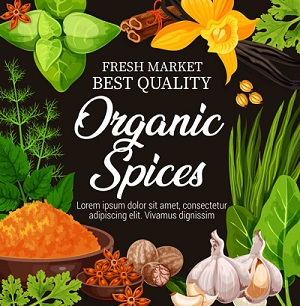 FRESH MARKET
BEST QUALITY
Organic
Spices
Lorem ipsum dolor sit amet, consectetur
adipiscing elit. Vivamus dignissim